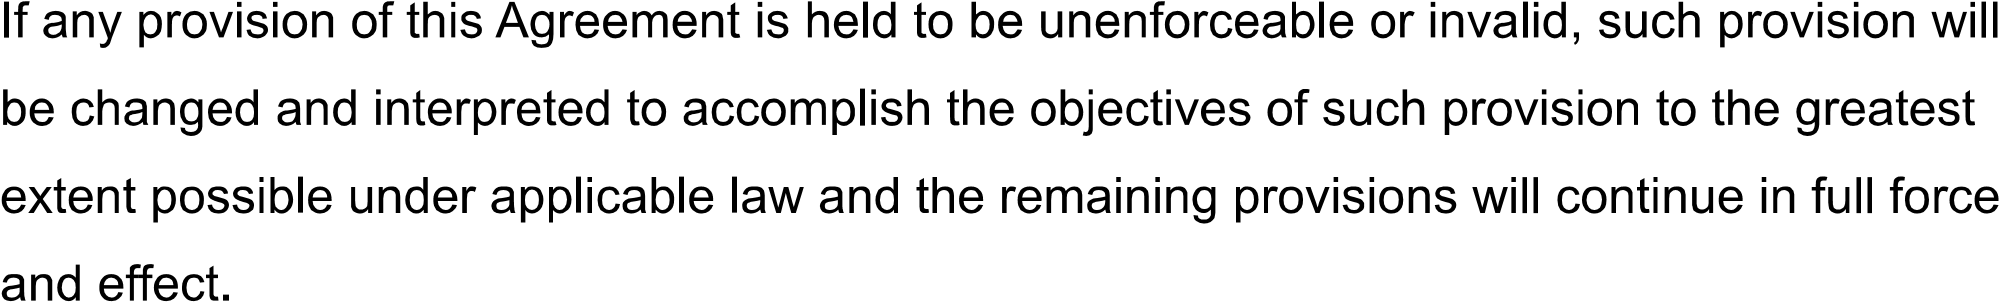 If any provision of this Agreement is held to be unenforceable or invalid, such provision will
be changed and interpreted to accomplish the objectives of such provision to the greatest
extent possible under applicable law and the remaining provisions will continue in full force
and effect.